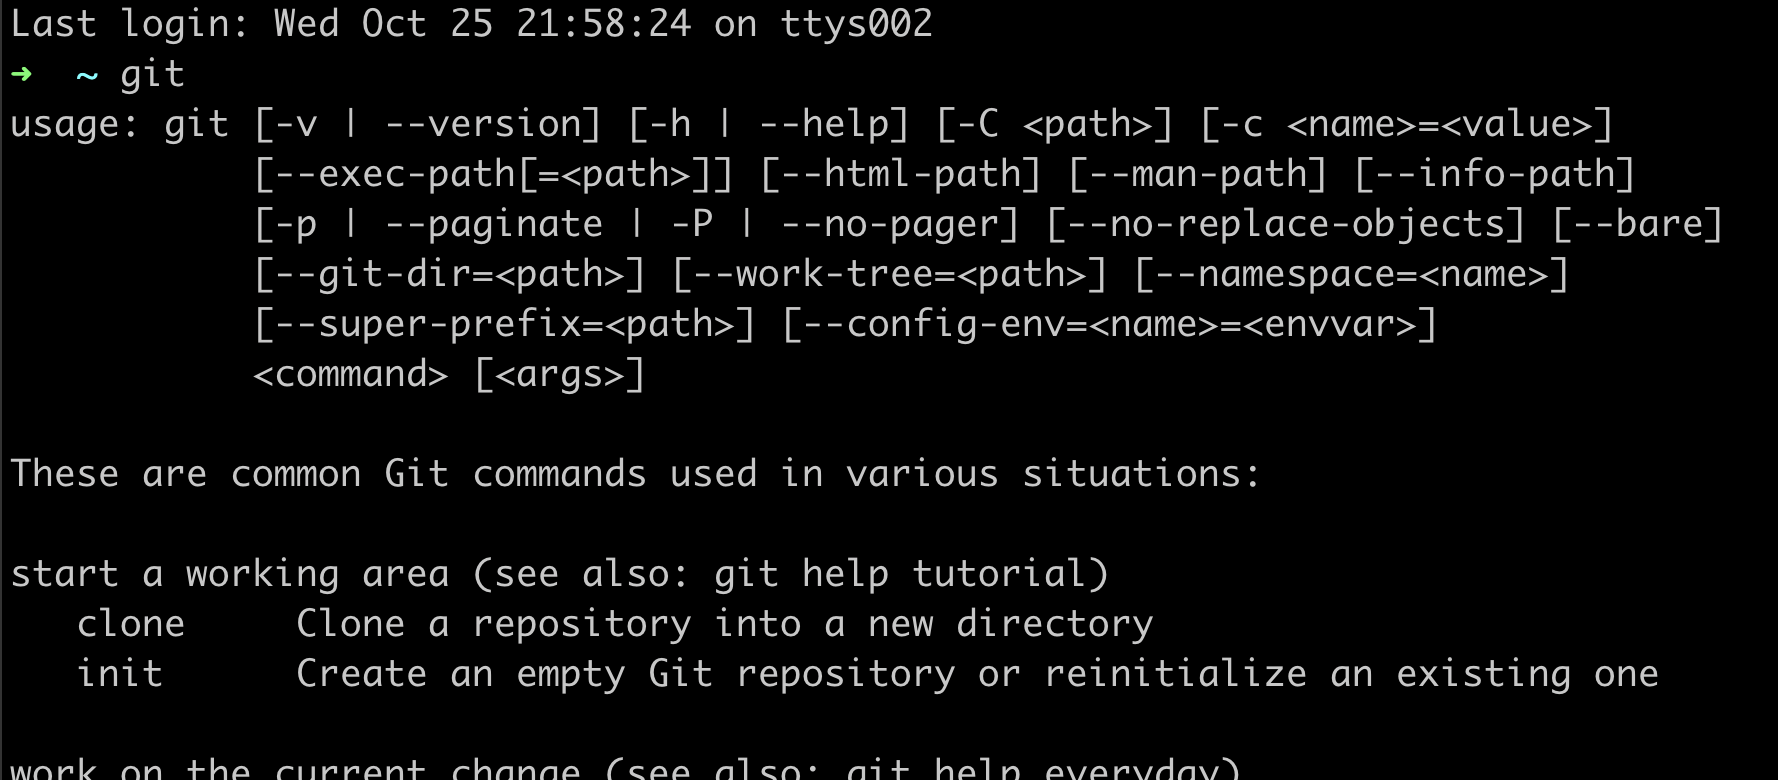 Last login: Wed Oct 25 21:58:24 on ttys002
➜  ~ git
usage: git [-v | --version] [-h | --help] [-C <path>] [-c <name>=<value>]
           [--exec-path[=<path>]] [--html-path] [--man-path] [--info-path]
           [-p | --paginate | -P | --no-pager] [--no-replace-objects] [--bare]
           [--git-dir=<path>] [--work-tree=<path>] [--namespace=<name>]
           [--super-prefix=<path>] [--config-env=<name>=<envvar>]
           <command> [<args>]

These are common Git commands used in various situations:

start a working area (see also: git help tutorial)
   clone     Clone a repository into a new directory
   init      Create an empty Git repository or reinitialize an existing one

work on the current change (see also: git help everyday)